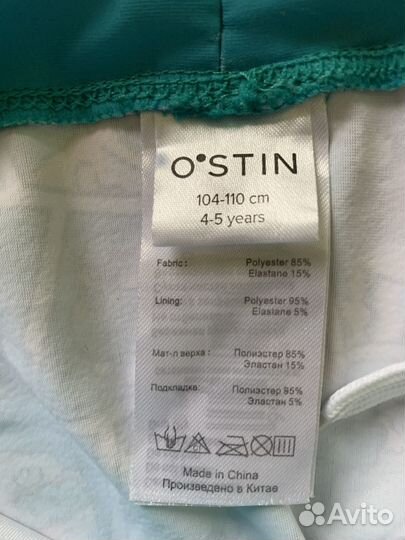 O'STIN
104-110 cm
4-5 years
Fabric: Polyester 85%
Elastane 15%
Lining: Polyester 95%
Elastane 5%
Мат-л верха: Полиэстер 85%
Эластан 15%
Подкладка: Полиэстер 95%
Эластан 5%
Made in China
Произведено в Китае
Avito